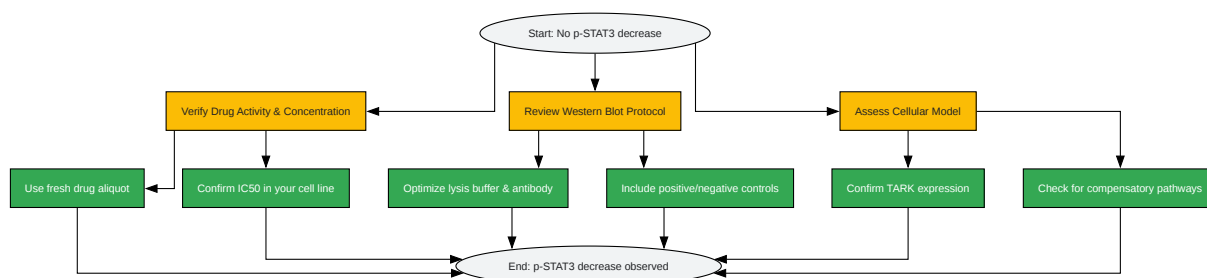 Start: No p-STAT3 decrease
Verify Drug Activity & Concentration
Review Western Blot Protocol
Assess Cellular Model
Use fresh drug aliquot
Confirm IC50 in your cell line
Optimize lysis buffer & antibody
Include positive/negative controls
Confirm TARK expression
Check for compensatory pathways
End: p-STAT3 decrease observed